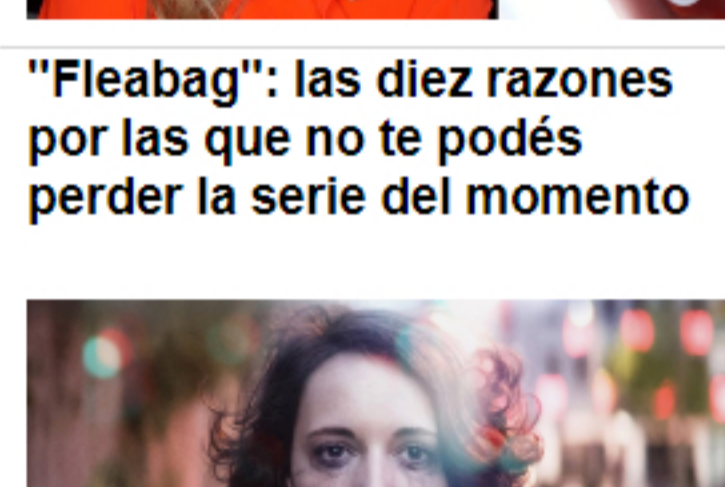 "Fleabag": las diez razones
por las que no te podés
perder la serie del momento